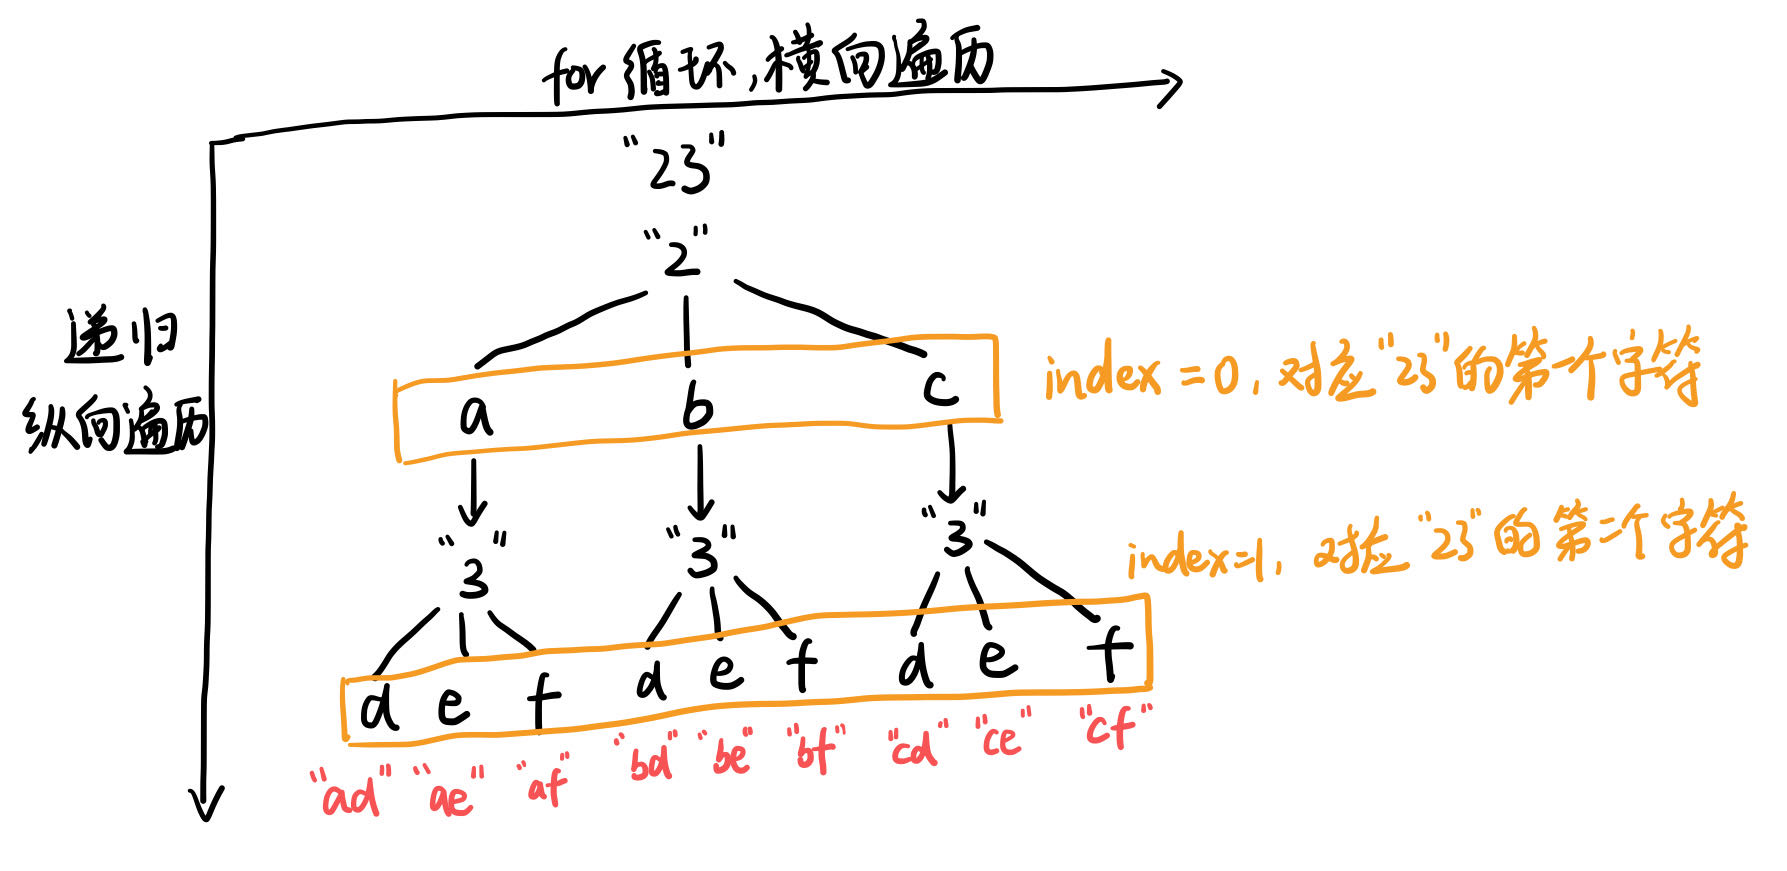 for 循环,横向遍历
"23"
"2"
递归
纵向遍历
a b c
index = 0, 对应"23"的第一个字符
"3" "3" "3"
index=1, 对应"23"的第二个字符
d e f d e f d e f
"ad" "ae" "af" "bd" "be" "bf" "cd" "ce" "cf"